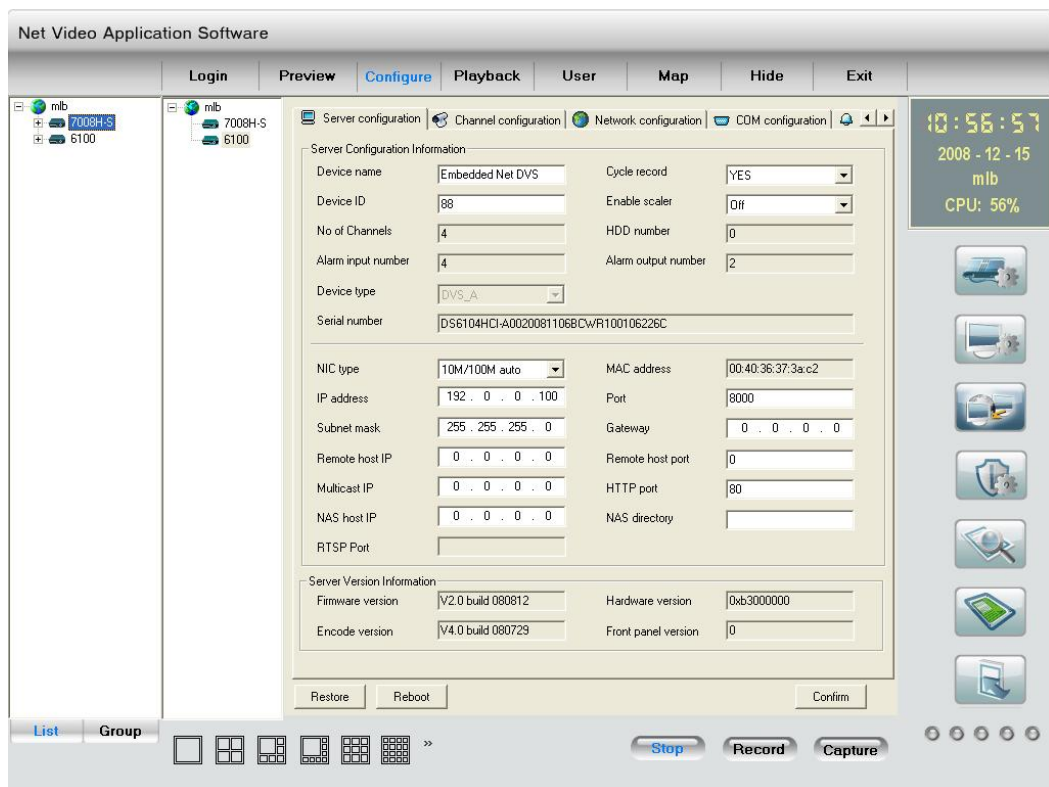 Net Video Application Software
Login Preview Configure Playback User Map Hide Exit
mlb
7008H-S
6100
mlb
7008H-S
6100
Server configuration Channel configuration Network configuration COM configuration
10:56:57
2008 - 12 - 15
mlb
CPU: 56%
Server Configuration Information
Device name Embedded Net DVS Cycle record YES
Device ID 88 Enable scaler Off
No of Channels 4 HDD number 0
Alarm input number 4 Alarm output number 2
Device type DVS_A
Serial number DS6104HCI-A0020081106BCWR100106226C
NIC type 10M/100M auto MAC address 00:40:36:37:3a:c2
IP address 192 . 0 . 0 . 100 Port 8000
Subnet mask 255 . 255 . 255 . 0 Gateway 0 . 0 . 0 . 0
Remote host IP 0 . 0 . 0 . 0 Remote host port 0
Multicast IP 0 . 0 . 0 . 0 HTTP port 80
NAS host IP 0 . 0 . 0 . 0 NAS directory
RTSP Port
Server Version Information
Firmware version V2.0 build 080812 Hardware version 0xb3000000
Encode version V4.0 build 080729 Front panel version 0
Restore Reboot Confirm
List Group
» Stop Record Capture